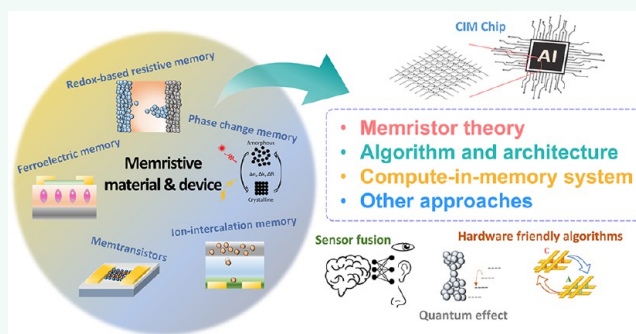 CIM Chip
AI
Redox-based resistive memory
Phase change memory
Amorphous
Crystalline
Ferroelectric memory
Memristive
material & device
Memtransistors
Ion-intercalation memory
• Memristor theory
• Algorithm and architecture
• Compute-in-memory system
• Other approaches
Sensor fusion
Hardware friendly algorithms
Quantum effect